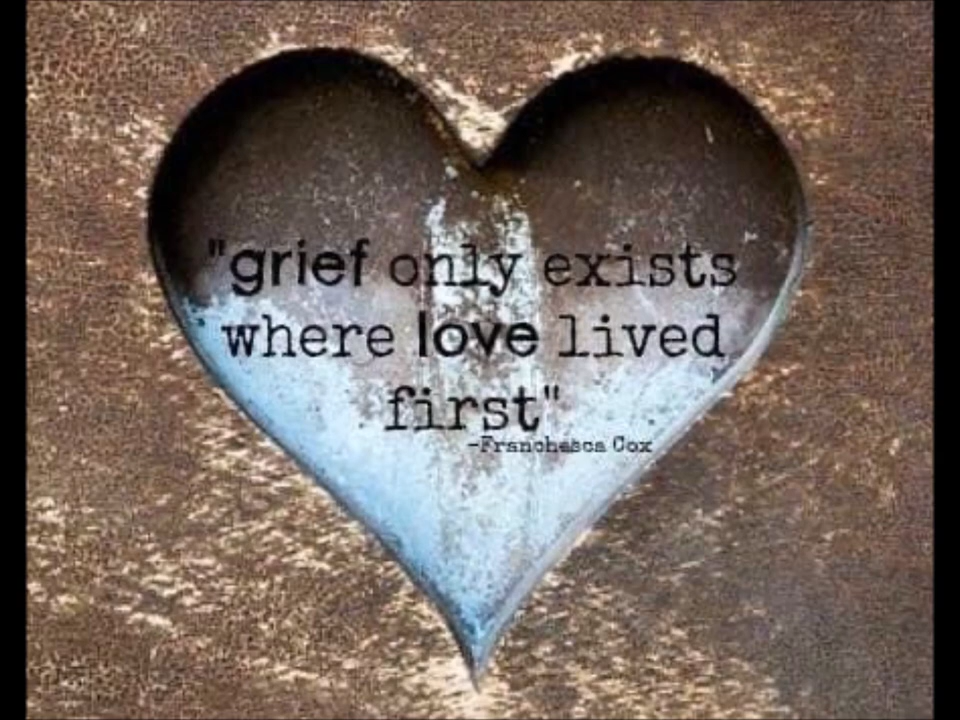 "grief only exists
where love lived
first"
-Franchesca Cox